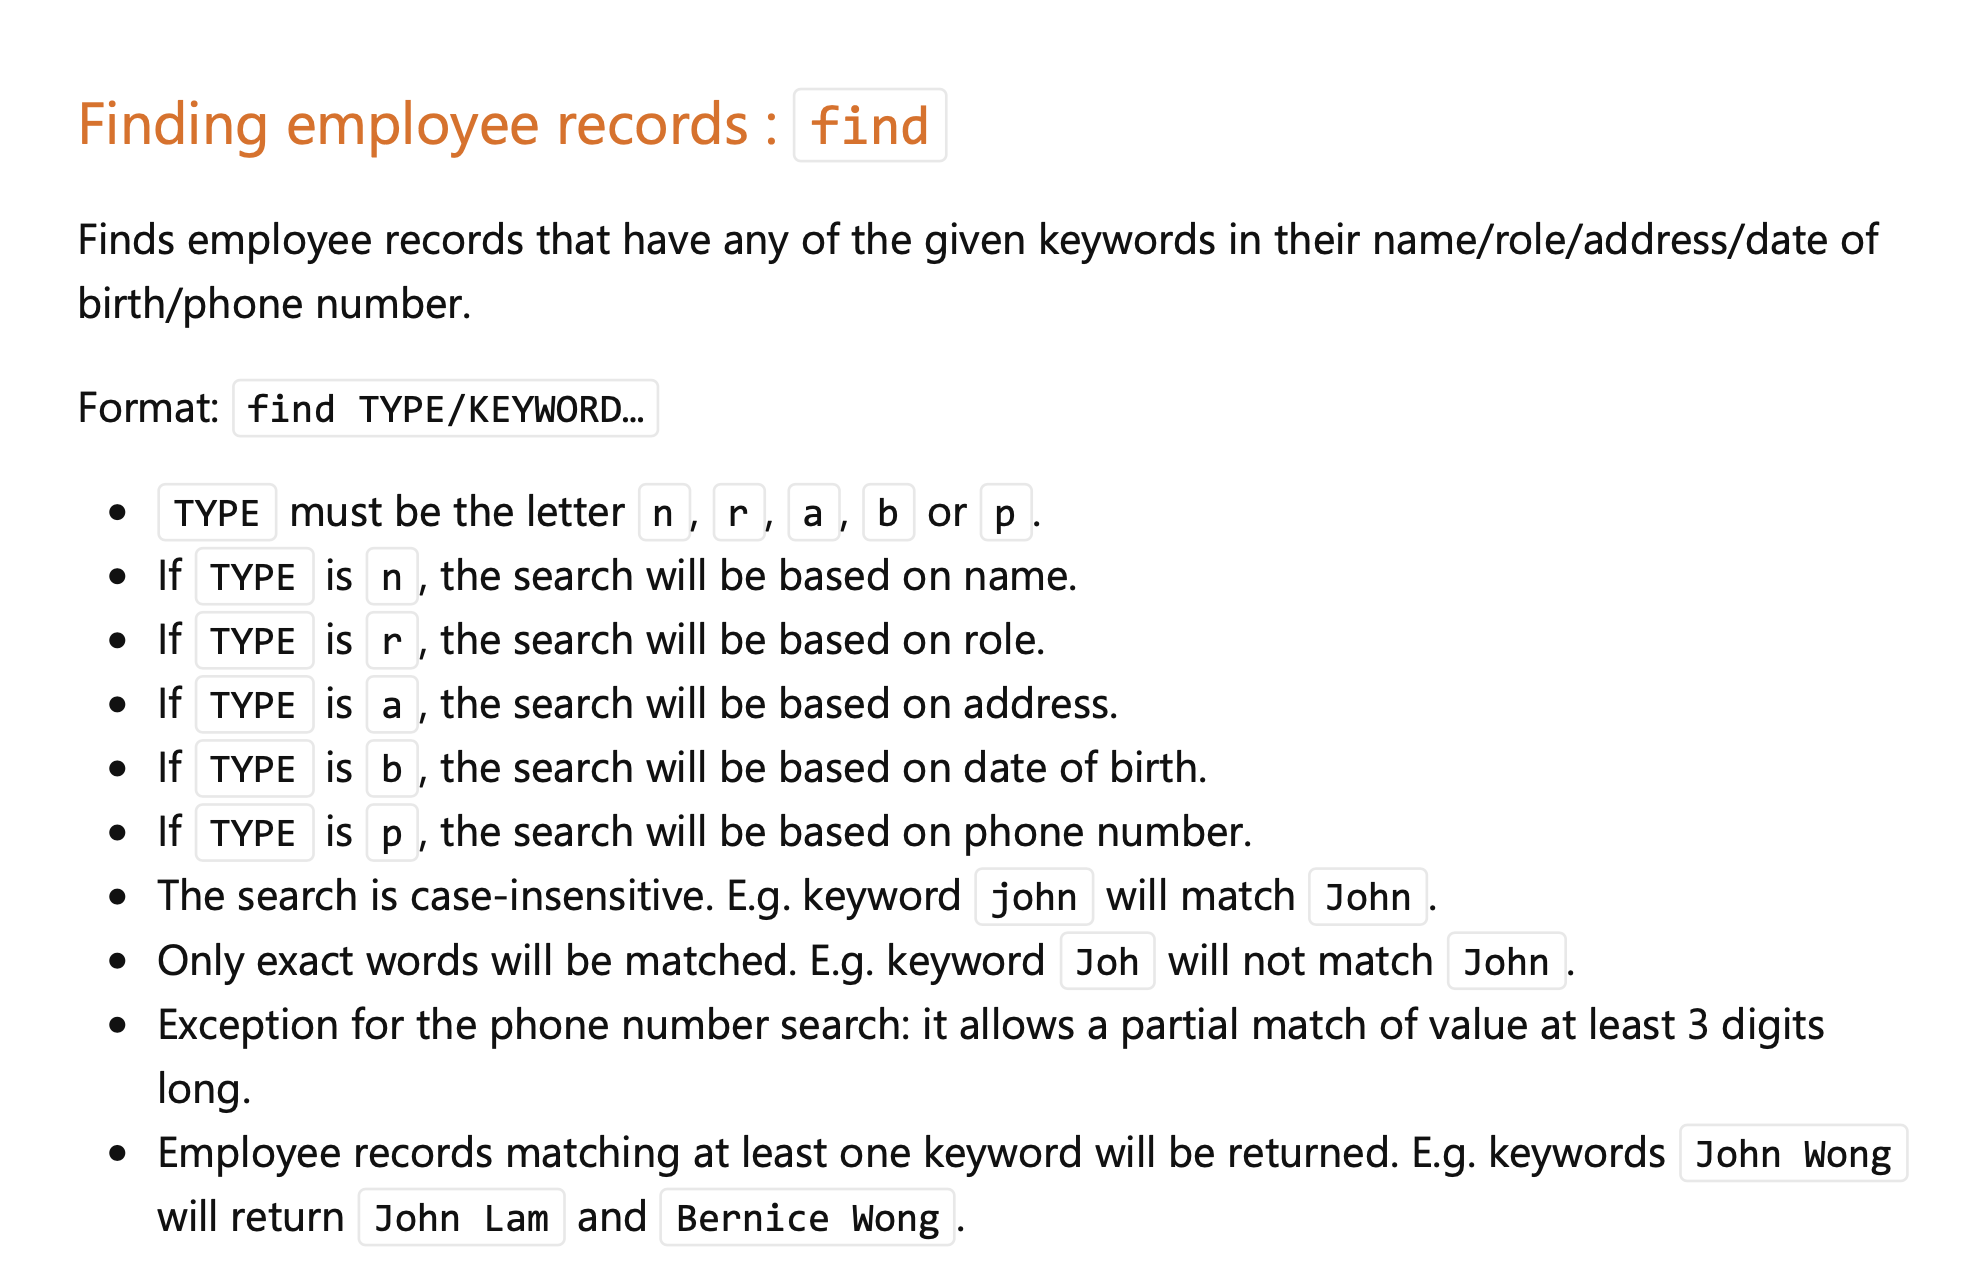 Finding employee records : find
Finds employee records that have any of the given keywords in their name/role/address/date of
birth/phone number.
Format: find TYPE/KEYWORD…
• TYPE must be the letter n, r, a, b or p.
• If TYPE is n, the search will be based on name.
• If TYPE is r, the search will be based on role.
• If TYPE is a, the search will be based on address.
• If TYPE is b, the search will be based on date of birth.
• If TYPE is p, the search will be based on phone number.
• The search is case-insensitive. E.g. keyword john will match John.
• Only exact words will be matched. E.g. keyword Joh will not match John.
• Exception for the phone number search: it allows a partial match of value at least 3 digits
long.
• Employee records matching at least one keyword will be returned. E.g. keywords John Wong
will return John Lam and Bernice Wong.